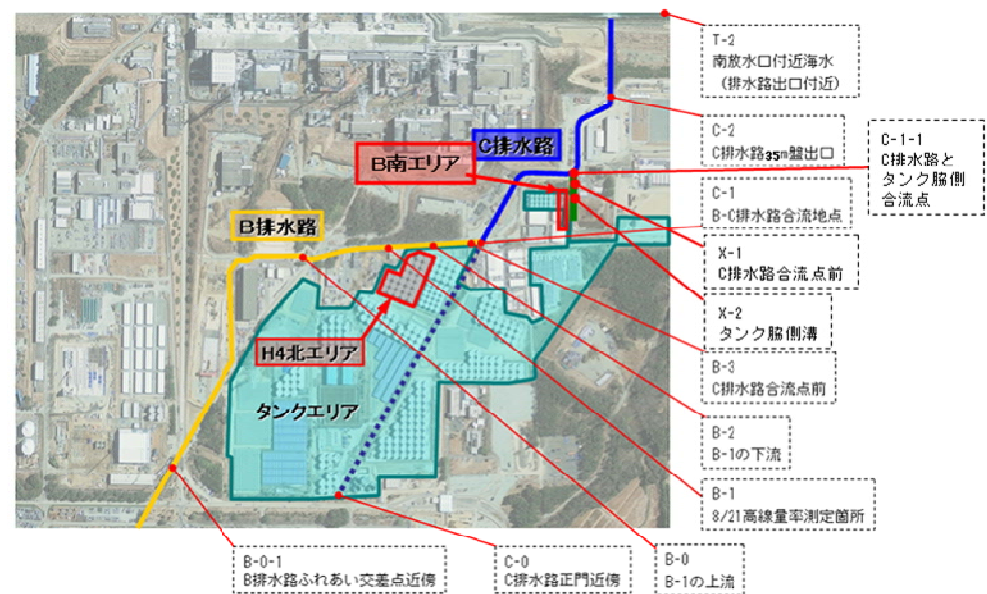 T-2
南放水口付近海水
（排水路出口付近）
C-2
C排水路35m盤出口
C-1-1
C排水路と
タンク脇側
合流点
C排水路
B南エリア
C-1
B-C排水路合流地点
B排水路
X-1
C排水路合流点前
X-2
タンク脇側溝
H4北エリア
B-3
C排水路合流点前
タンクエリア
B-2
B-1の下流
B-1
8/21高線量率測定箇所
B-0-1
B排水路ふれあい交差点近傍
C-0
C排水路正門近傍
B-0
B-1の上流